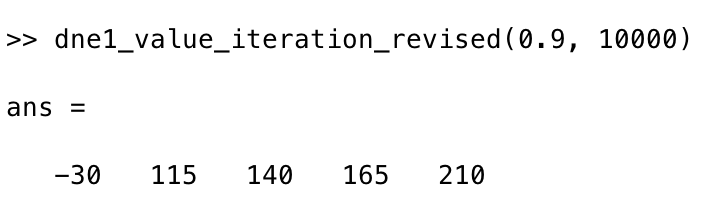 >> dne1_value_iteration_revised(0.9, 10000)
ans =
-30 115 140 165 210